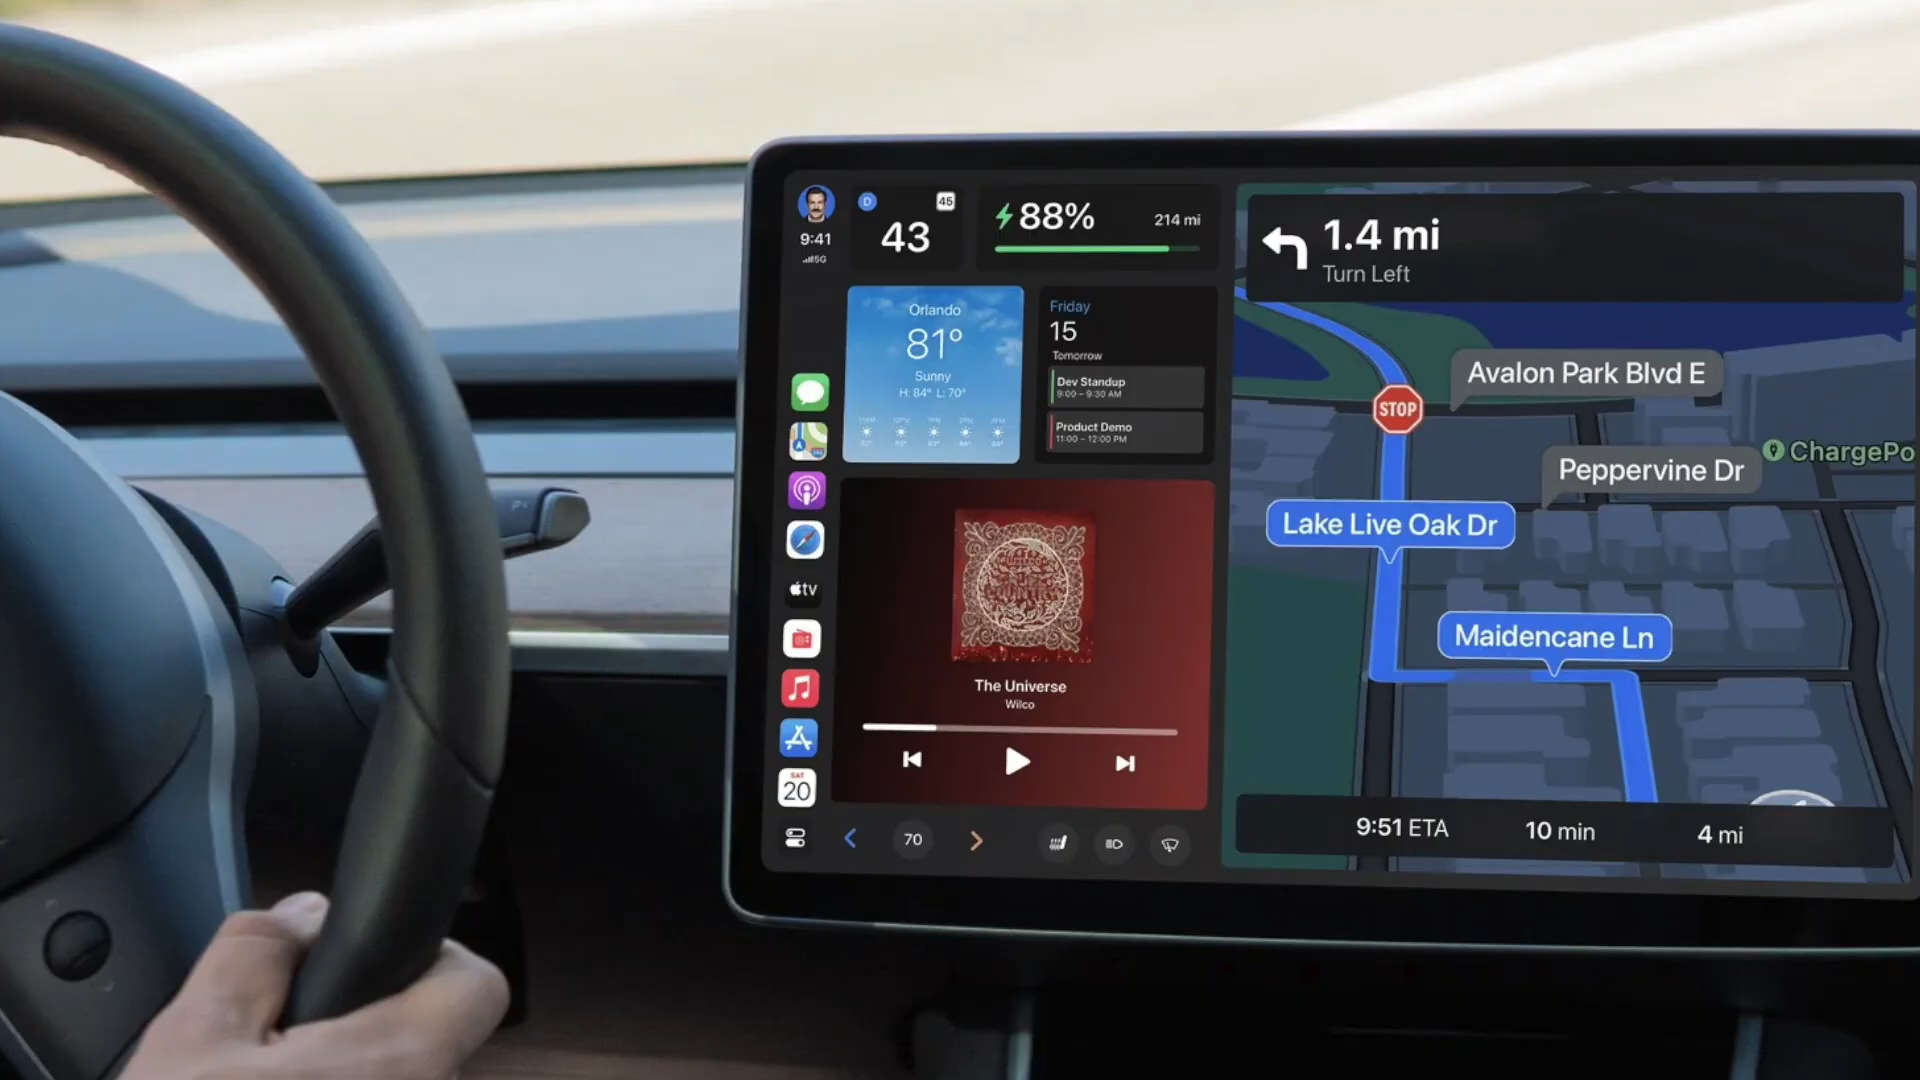 9:41
5G
D
45
43
88%
214 mi
Orlando
81°
Sunny
H: 84° L: 70°
Friday
15
Tomorrow
Dev Standup
9:00 – 9:30 AM
Product Demo
11:00 – 12:00 PM
tv
The Universe
Wilco
SAT
20
70
1.4 mi
Turn Left
Avalon Park Blvd E
STOP
ChargePo
Peppervine Dr
Lake Live Oak Dr
Maidencane Ln
9:51 ETA
10 min
4 mi